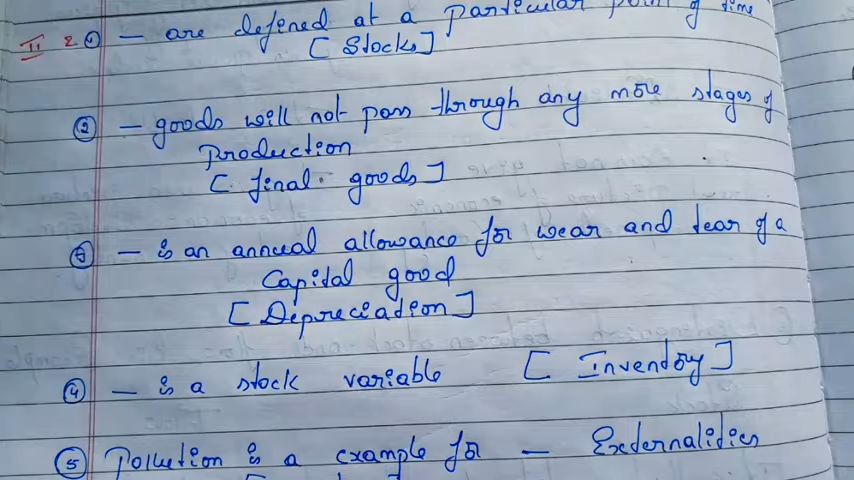 II 2 ① — are defined at a particular point of time
[ Stocks ]
② — goods will not pass through any more stages of
Production
[ final goods ]
③ — is an annual allowance for wear and tear of a
Capital good
[ Depreciation ]
④ — is a stock variable [ Inventory ]
⑤ Pollution is a example for — Externalities